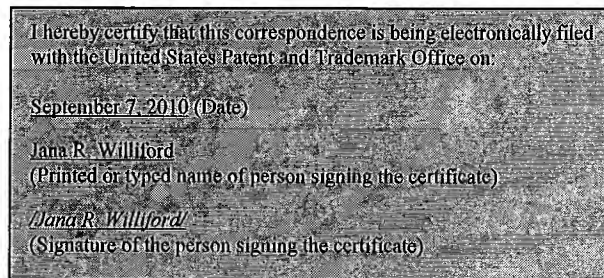 I hereby certify that this correspondence is being electronically filed
with the United States Patent and Trademark Office on:
September 7, 2010 (Date)
Jana R. Williford
(Printed or typed name of person signing the certificate)
/Jana R. Williford/
(Signature of the person signing the certificate)